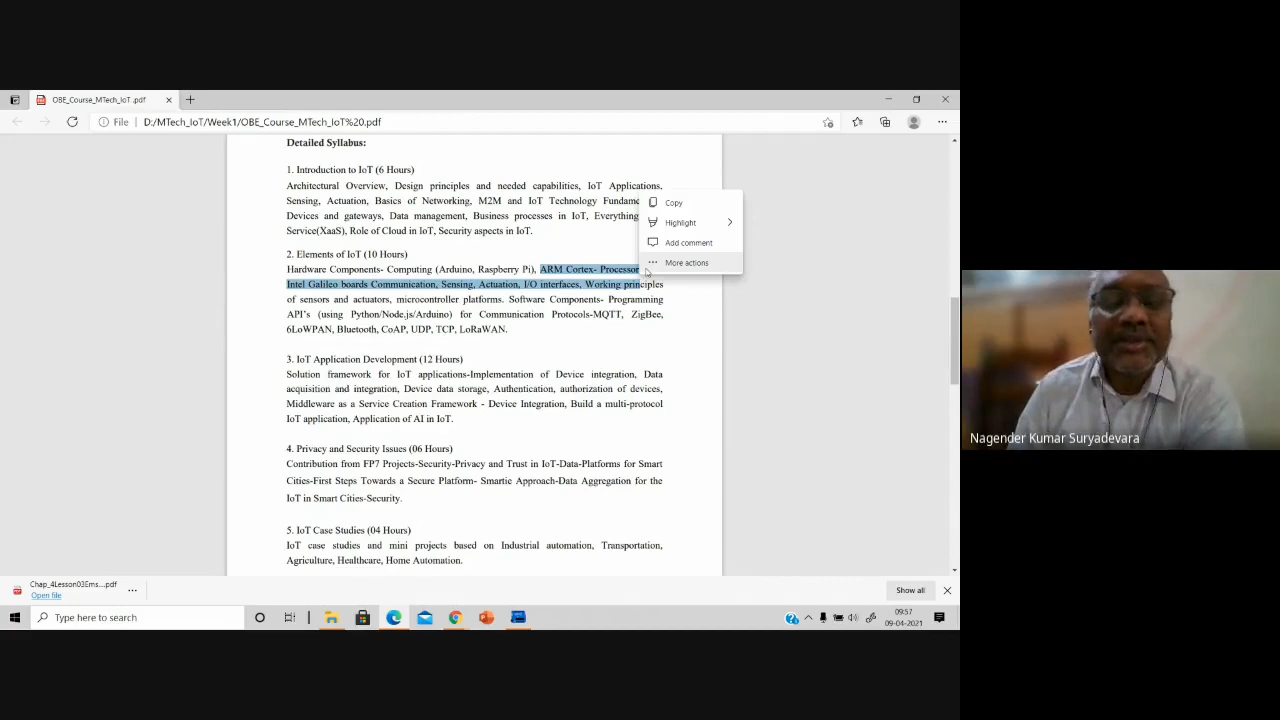 OBE_Course_MTech_IoT .pdf
File
D:/MTech_IoT/Week1/OBE_Course_MTech_IoT%20.pdf
Detailed Syllabus:
1. Introduction to IoT (6 Hours)
Architectural Overview, Design principles and needed capabilities, IoT Applications,
Sensing, Actuation, Basics of Networking, M2M and IoT Technology
Devices and gateways, Data management, Business processes in IoT,
Service(XaaS), Role of Cloud in IoT, Security aspects in IoT.
Copy
Highlight
Add comment
More actions
2. Elements of IoT (10 Hours)
Hardware Components- Computing (Arduino, Raspberry Pi), ARM Cortex- Processor
Intel Galileo boards Communication, Sensing, Actuation, I/O interfaces, Working principles
of sensors and actuators, microcontroller platforms. Software Components- Programming
API's (using Python/Node.js/Arduino) for Communication Protocols-MQTT, ZigBee,
6LoWPAN, Bluetooth, CoAP, UDP, TCP, LoRaWAN.
3. IoT Application Development (12 Hours)
Solution framework for IoT applications-Implementation of Device integration, Data
acquisition and integration, Device data storage, Authentication, authorization of devices,
Middleware as a Service Creation Framework - Device Integration, Build a multi-protocol
IoT application, Application of AI in IoT.
4. Privacy and Security Issues (06 Hours)
Contribution from FP7 Projects-Security-Privacy and Trust in IoT-Data-Platforms for Smart
Cities-First Steps Towards a Secure Platform- Smartie Approach-Data Aggregation for the
IoT in Smart Cities-Security.
5. IoT Case Studies (04 Hours)
IoT case studies and mini projects based on Industrial automation, Transportation,
Agriculture, Healthcare, Home Automation.
Nagender Kumar Suryadevara
Chap_4Lesson03Ems....pdf
Open file
Show all
Type here to search
09:57
09-04-2021